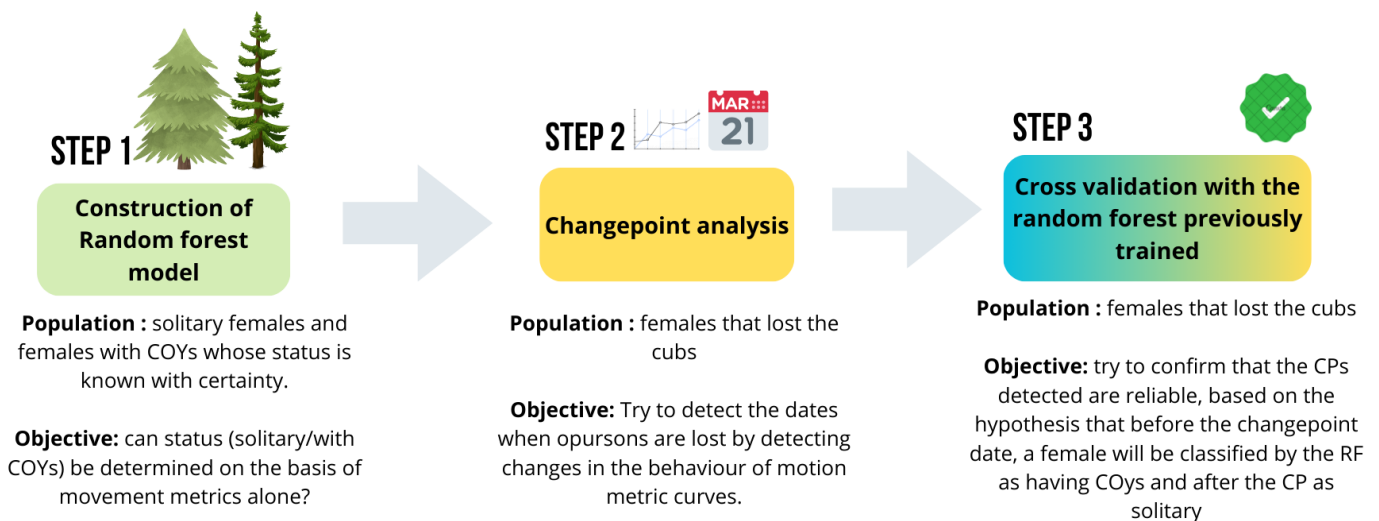 STEP 1
Construction of
Random forest
model
Population : solitary females and
females with COYs whose status is
known with certainty.
Objective: can status (solitary/with
COYs) be determined on the basis of
movement metrics alone?
STEP 2
MAR
21
Changepoint analysis
Population : females that lost the
cubs
Objective: Try to detect the dates
when opursons are lost by detecting
changes in the behaviour of motion
metric curves.
STEP 3
Cross validation with the
random forest previously
trained
Population : females that lost the cubs
Objective: try to confirm that the CPs
detected are reliable, based on the
hypothesis that before the changepoint
date, a female will be classified by the RF
as having COys and after the CP as
solitary